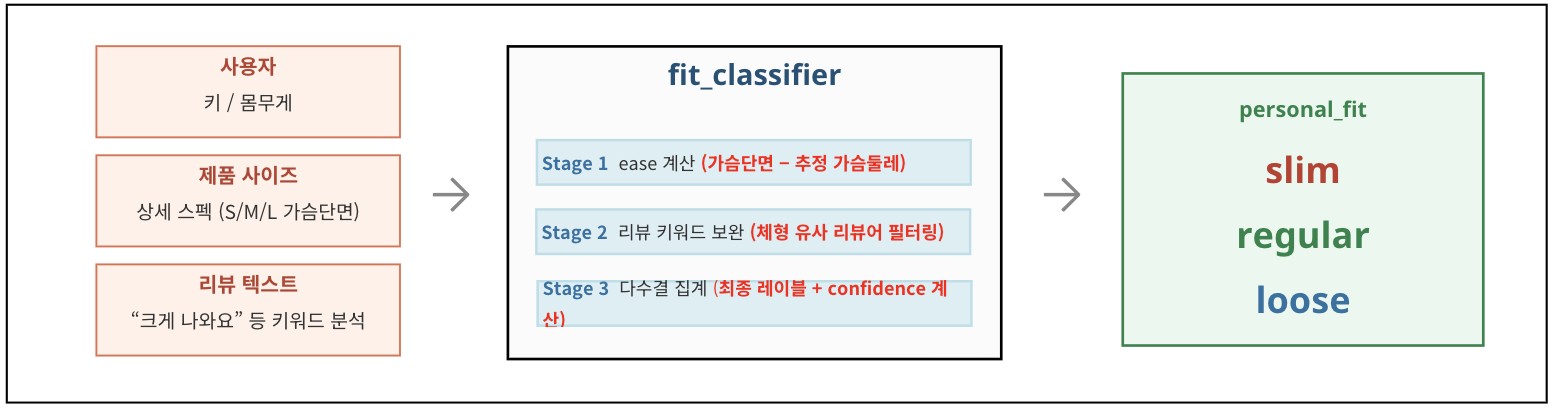 사용자
키 / 몸무게
제품 사이즈
상세 스펙 (S/M/L 가슴단면)
리뷰 텍스트
“크게 나와요” 등 키워드 분석
→
fit_classifier
Stage 1 ease 계산 (가슴단면 − 추정 가슴둘레)
Stage 2 리뷰 키워드 보완 (체형 유사 리뷰어 필터링)
Stage 3 다수결 집계 (최종 레이블 + confidence 계
산)
→
personal_fit
slim
regular
loose